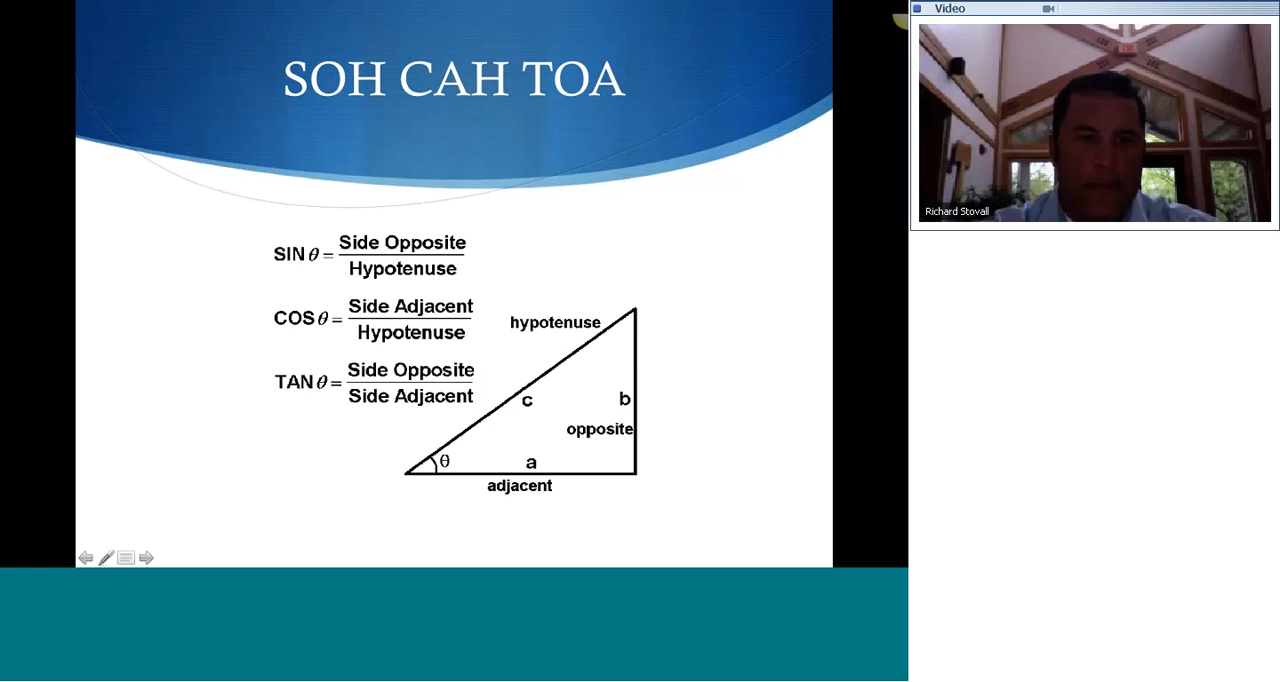 SOH CAH TOA
SIN θ = Side Opposite
Hypotenuse
COS θ = Side Adjacent
Hypotenuse
TAN θ = Side Opposite
Side Adjacent
hypotenuse
c
b
opposite
θ
a
adjacent
Video
Richard Stovall